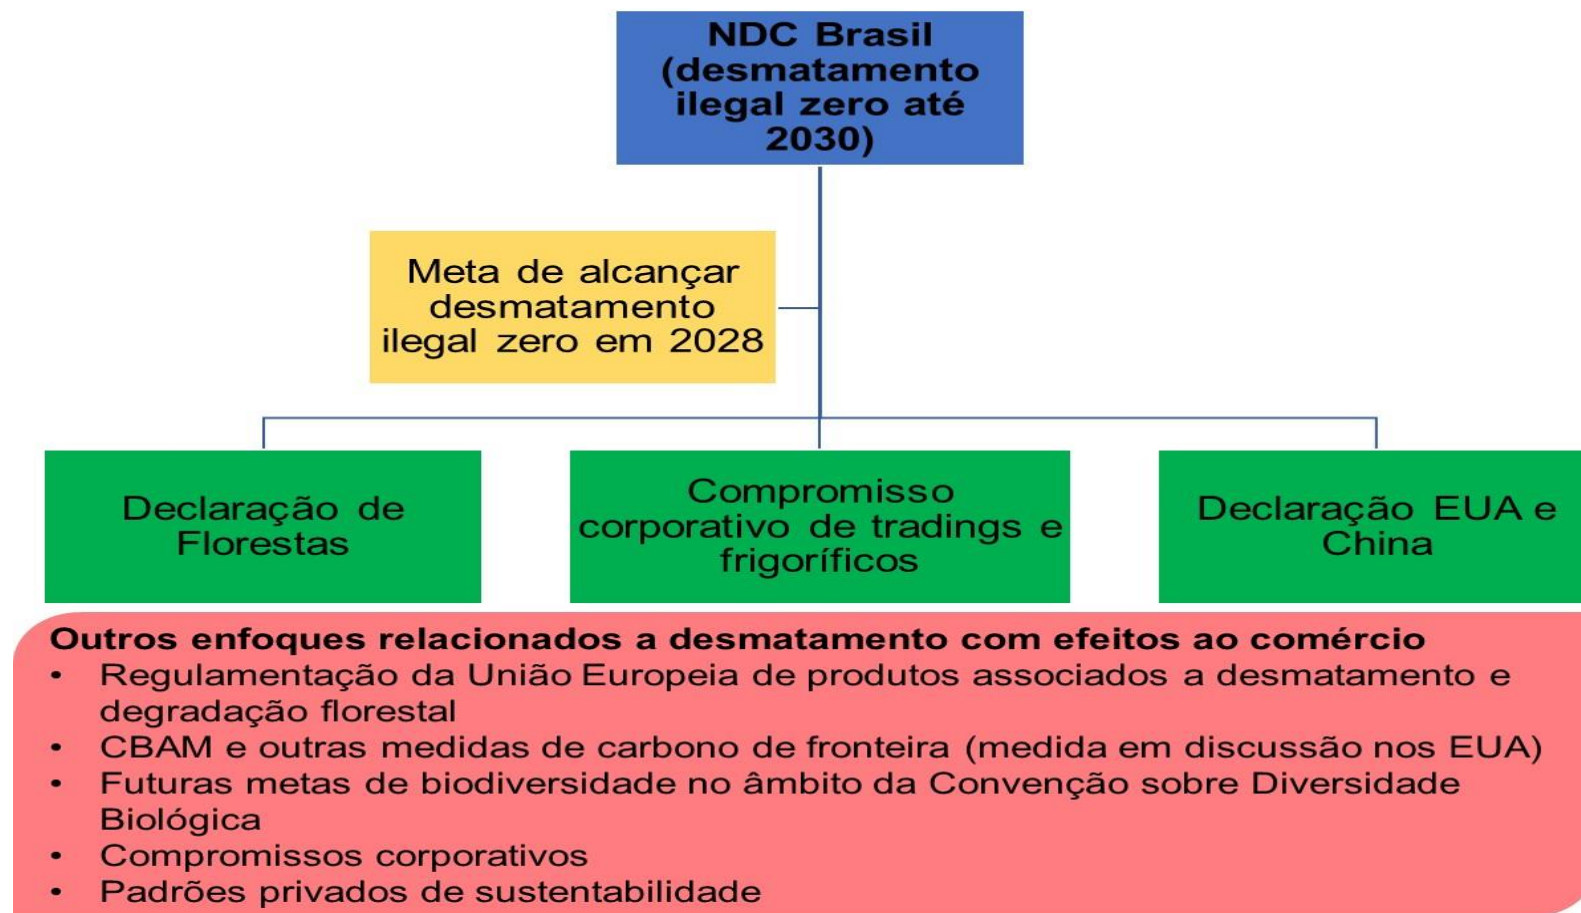 NDC Brasil
(desmatamento
ilegal zero até
2030)
Meta de alcançar
desmatamento
ilegal zero em 2028
Declaração de
Florestas
Compromisso
corporativo de tradings e
frigoríficos
Declaração EUA e
China
Outros enfoques relacionados a desmatamento com efeitos ao comércio
• Regulamentação da União Europeia de produtos associados a desmatamento e
degradação florestal
• CBAM e outras medidas de carbono de fronteira (medida em discussão nos EUA)
• Futuras metas de biodiversidade no âmbito da Convenção sobre Diversidade
Biológica
• Compromissos corporativos
• Padrões privados de sustentabilidade